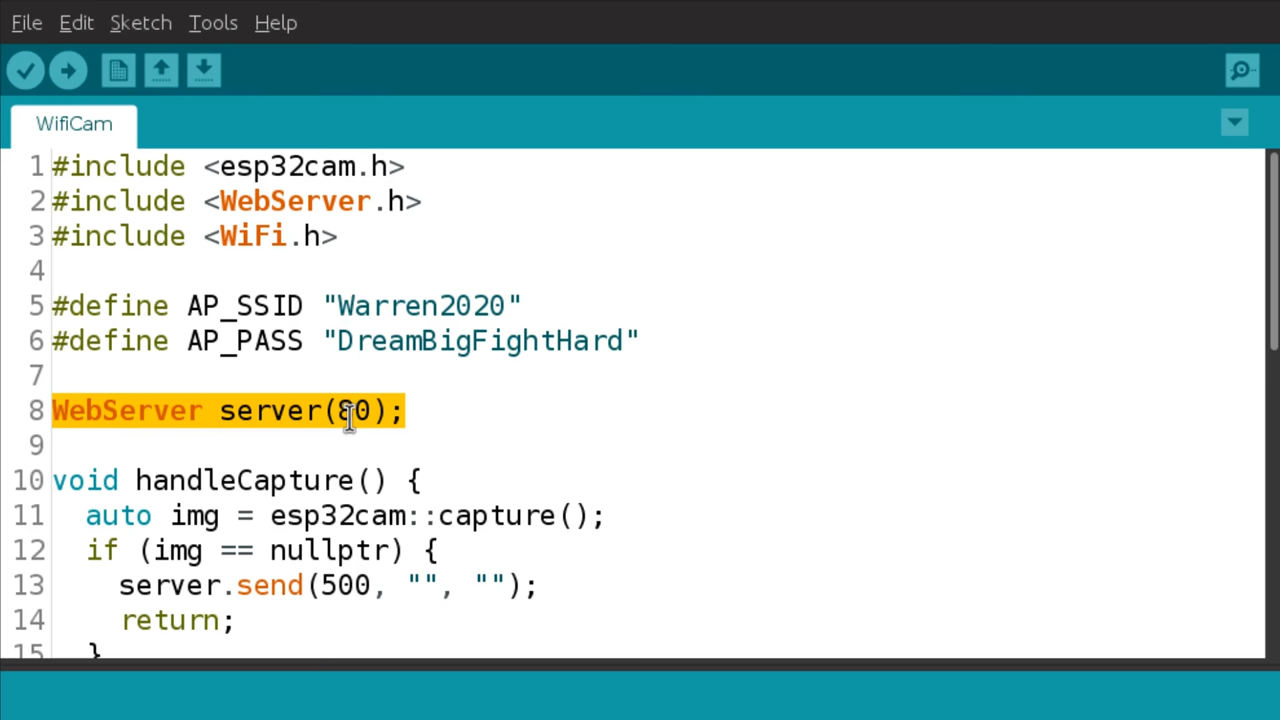 File Edit Sketch Tools Help
WifiCam
1 #include <esp32cam.h>
2 #include <WebServer.h>
3 #include <WiFi.h>
4
5 #define AP_SSID "Warren2020"
6 #define AP_PASS "DreamBigFightHard"
7
8 WebServer server(80);
9
10 void handleCapture() {
11   auto img = esp32cam::capture();
12   if (img == nullptr) {
13     server.send(500, "", "");
14     return;
15   }